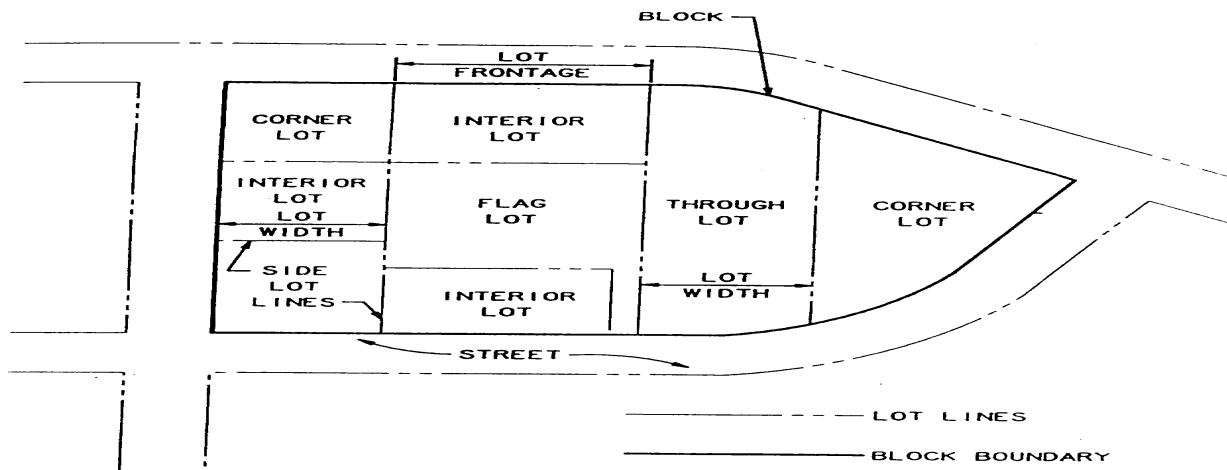 BLOCK
LOT
FRONTAGE
CORNER
LOT
INTERIOR
LOT
INTERIOR
LOT
LOT
WIDTH
FLAG
LOT
THROUGH
LOT
CORNER
LOT
SIDE
LOT
LINES
INTERIOR
LOT
LOT
WIDTH
STREET
LOT LINES
BLOCK BOUNDARY